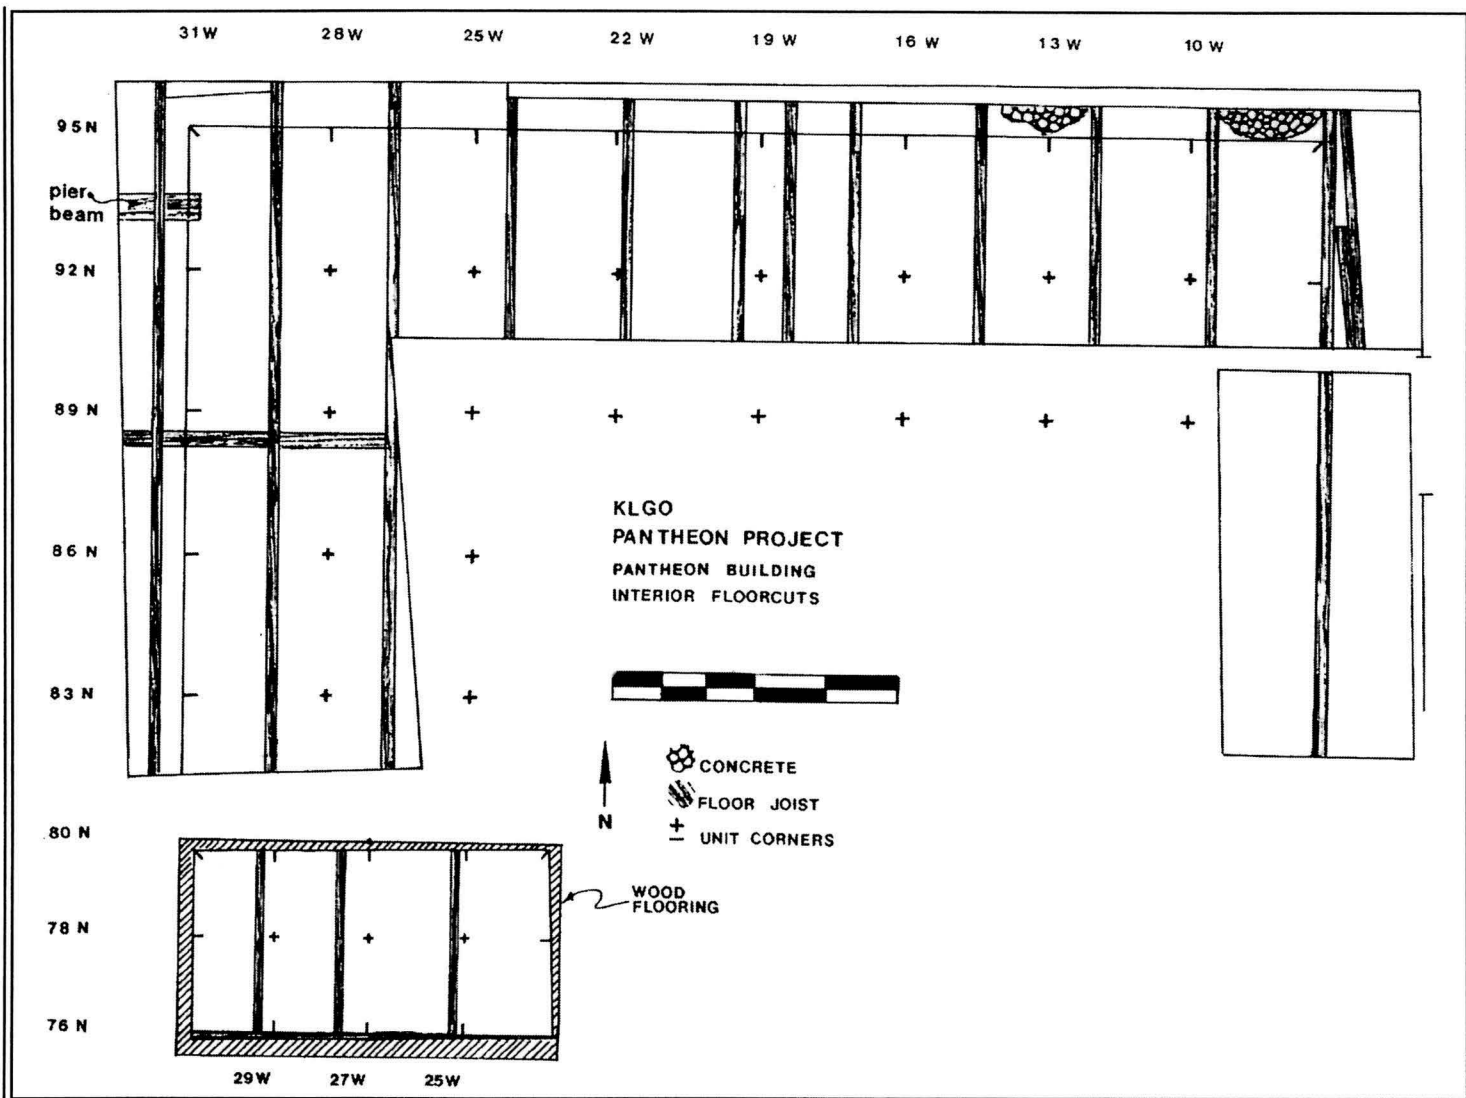 31W 28W 25W 22 W 19 W 16 W 13 W 10 W
95 N
pier
beam
92 N
89 N
86 N
83 N
KLGO
PANTHEON PROJECT
PANTHEON BUILDING
INTERIOR FLOORCUTS
CONCRETE
FLOOR JOIST
N
UNIT CORNERS
80 N
WOOD
FLOORING
78 N
76 N
29W 27W 25W